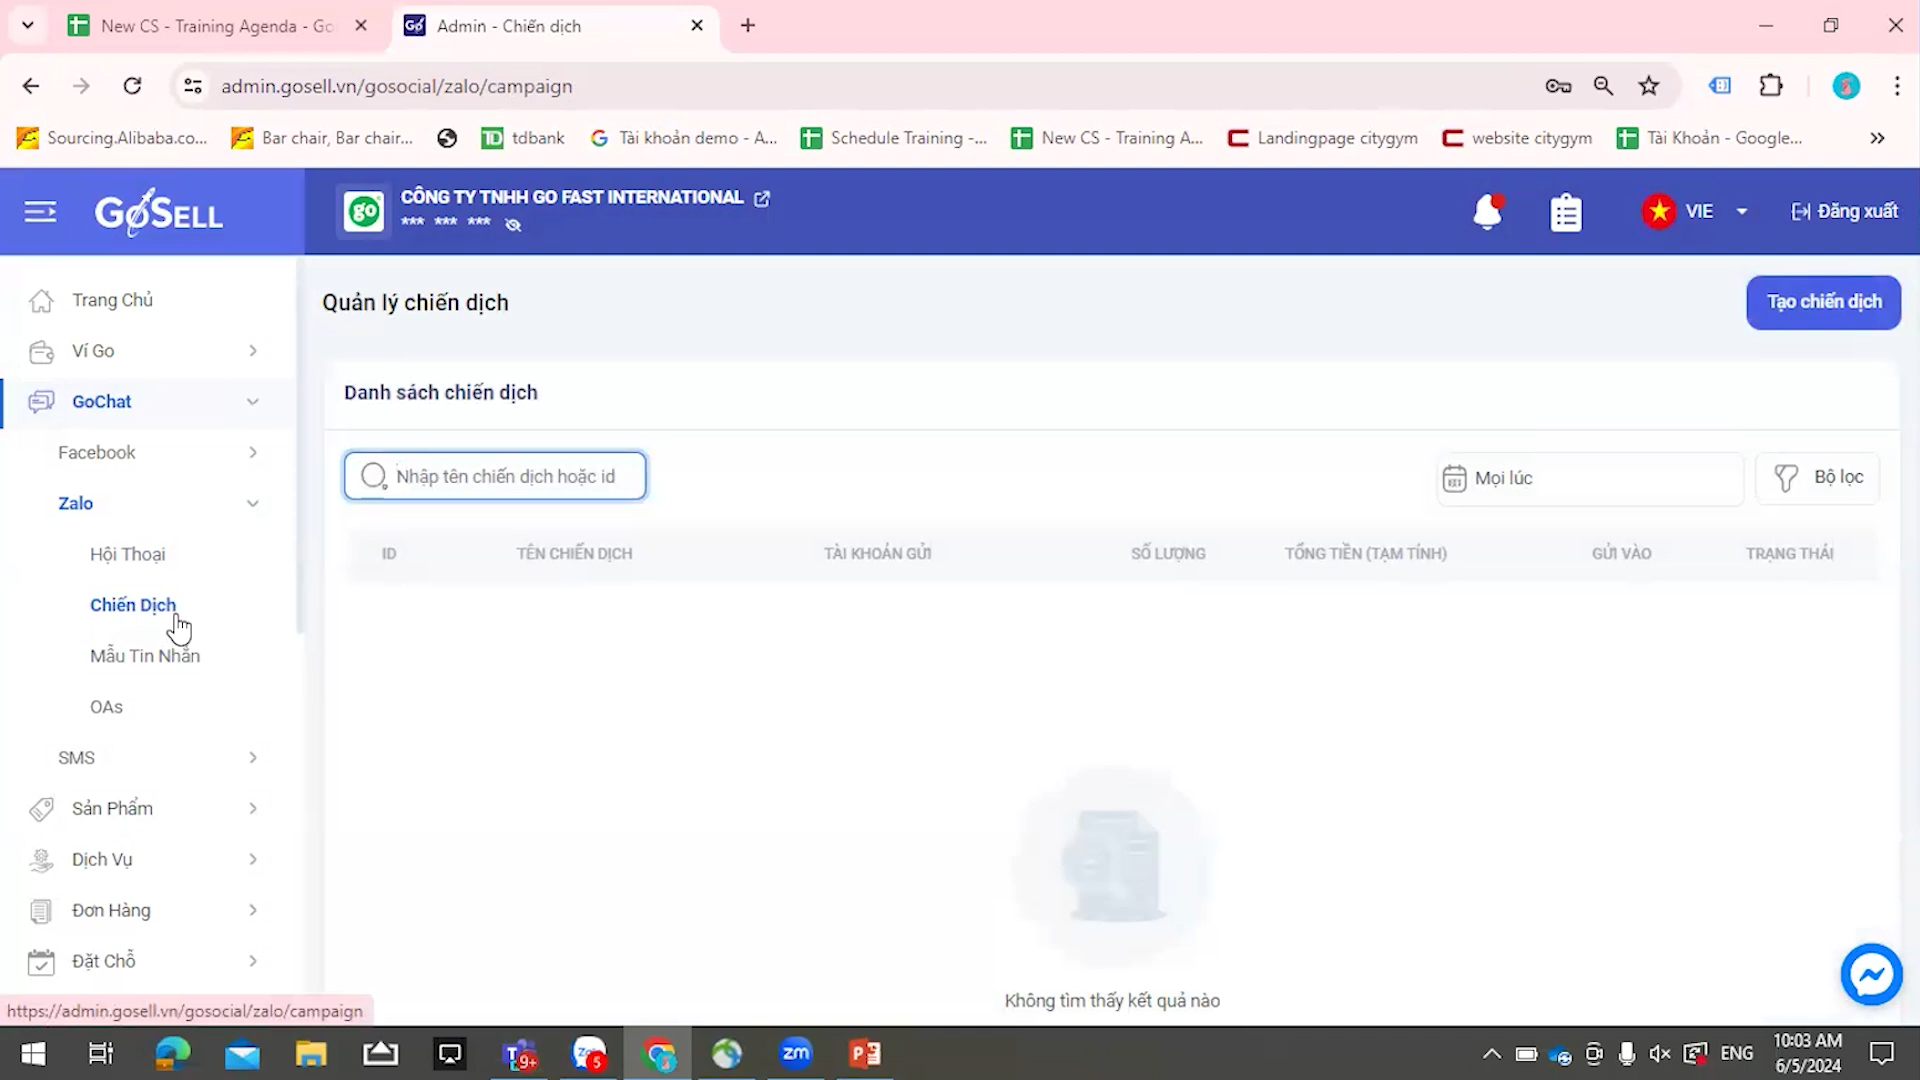 New CS - Training Agenda - Go
Admin - Chiến dịch
admin.gosell.vn/gosocial/zalo/campaign
Sourcing.Alibaba.co...
Bar chair, Bar chair...
tdbank
Tài khoản demo - A...
Schedule Training -...
New CS - Training A...
Landingpage citygym
website citygym
Tài Khoản - Google...
GOSELL
go
CÔNG TY TNHH GO FAST INTERNATIONAL
*** *** ***
VIE
Đăng xuất
Trang Chủ
Ví Go
GoChat
Facebook
Zalo
Hội Thoại
Chiến Dịch
Mẫu Tin Nhắn
OAs
SMS
Sản Phẩm
Dịch Vụ
Đơn Hàng
Đặt Chỗ
Quản lý chiến dịch
Tạo chiến dịch
Danh sách chiến dịch
Nhập tên chiến dịch hoặc id
Mọi lúc
Bộ lọc
ID
TÊN CHIẾN DỊCH
TÀI KHOẢN GỬI
SỐ LƯỢNG
TỔNG TIỀN (TẠM TÍNH)
GỬI VÀO
TRẠNG THÁI
Không tìm thấy kết quả nào
https://admin.gosell.vn/gosocial/zalo/campaign
9+
5
zm
ENG
10:03 AM
6/5/2024